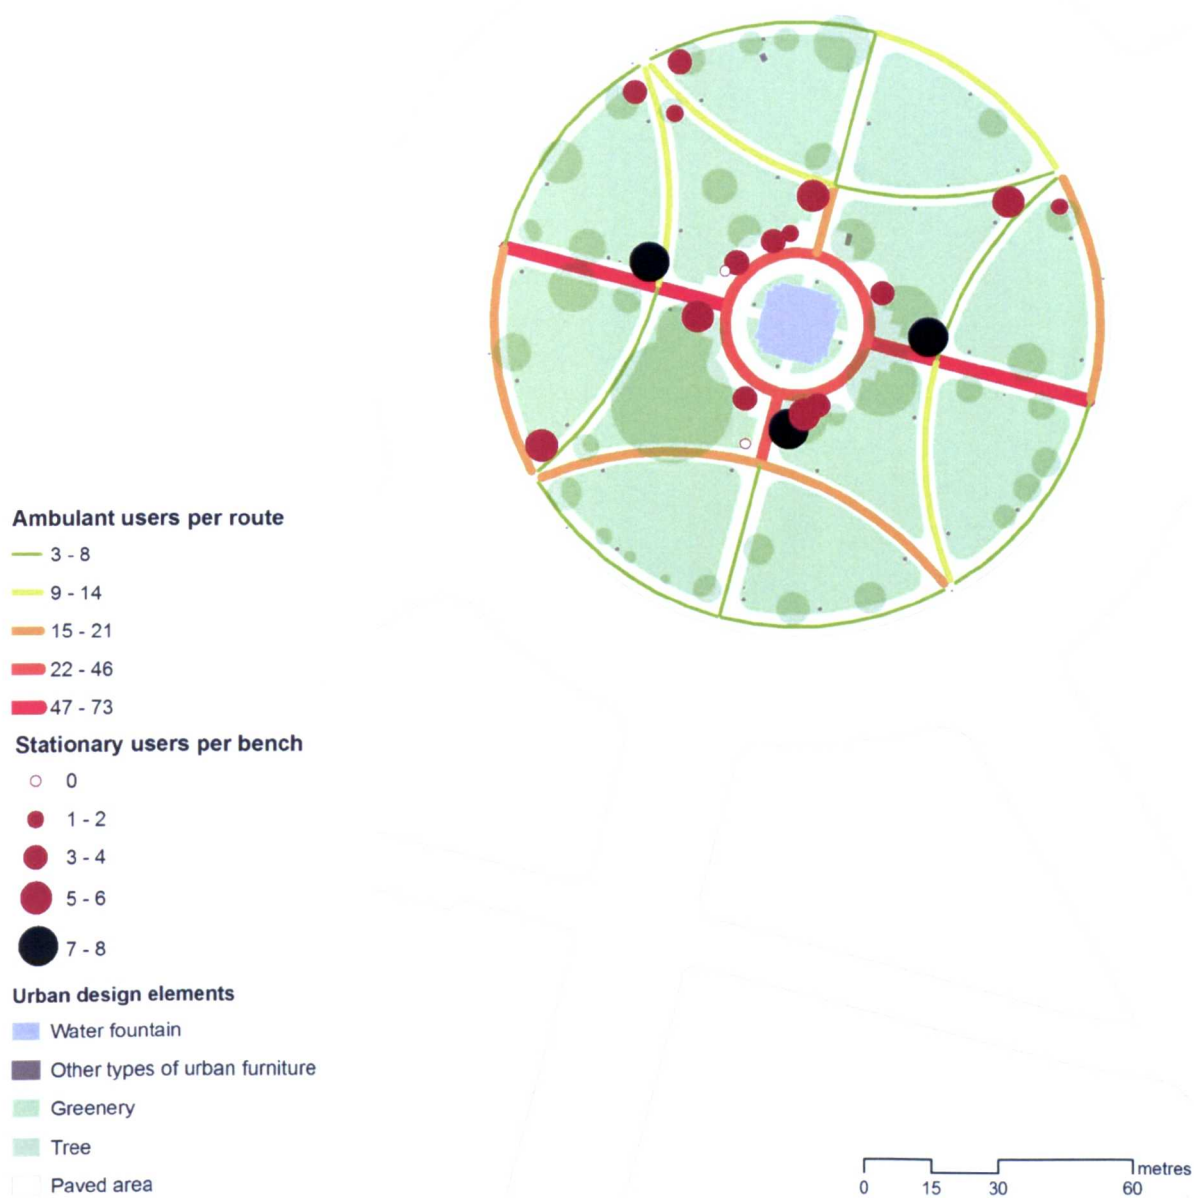 Ambulant users per route
3 - 8
9 - 14
15 - 21
22 - 46
47 - 73
Stationary users per bench
0
1 - 2
3 - 4
5 - 6
7 - 8
Urban design elements
Water fountain
Other types of urban furniture
Greenery
Tree
Paved area
metres
0 15 30 60